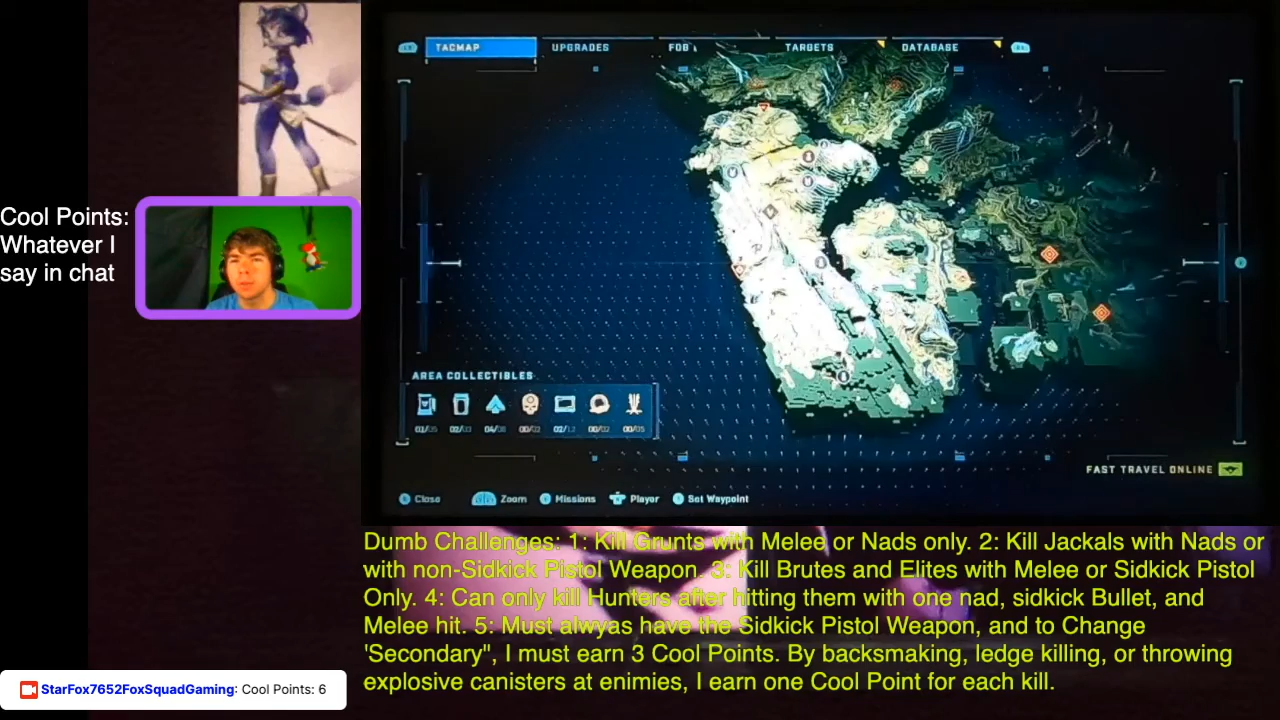 TACMAP
UPGRADES
FOB
TARGETS
DATABASE
Cool Points:
Whatever I
say in chat
AREA COLLECTIBLES
FAST TRAVEL ONLINE
Close
Zoom
Missions
Player
Set Waypoint
Dumb Challenges: 1: Kill Grunts with Melee or Nads only. 2: Kill Jackals with Nads or
with non-Sidkick Pistol Weapon. 3: Kill Brutes and Elites with Melee or Sidkick Pistol
Only. 4: Can only kill Hunters after hitting them with one nad, sidkick Bullet, and
Melee hit. 5: Must alwyas have the Sidkick Pistol Weapon, and to Change
'Secondary", I must earn 3 Cool Points. By backsmaking, ledge killing, or throwing
explosive canisters at enimies, I earn one Cool Point for each kill.
StarFox7652FoxSquadGaming: Cool Points: 6